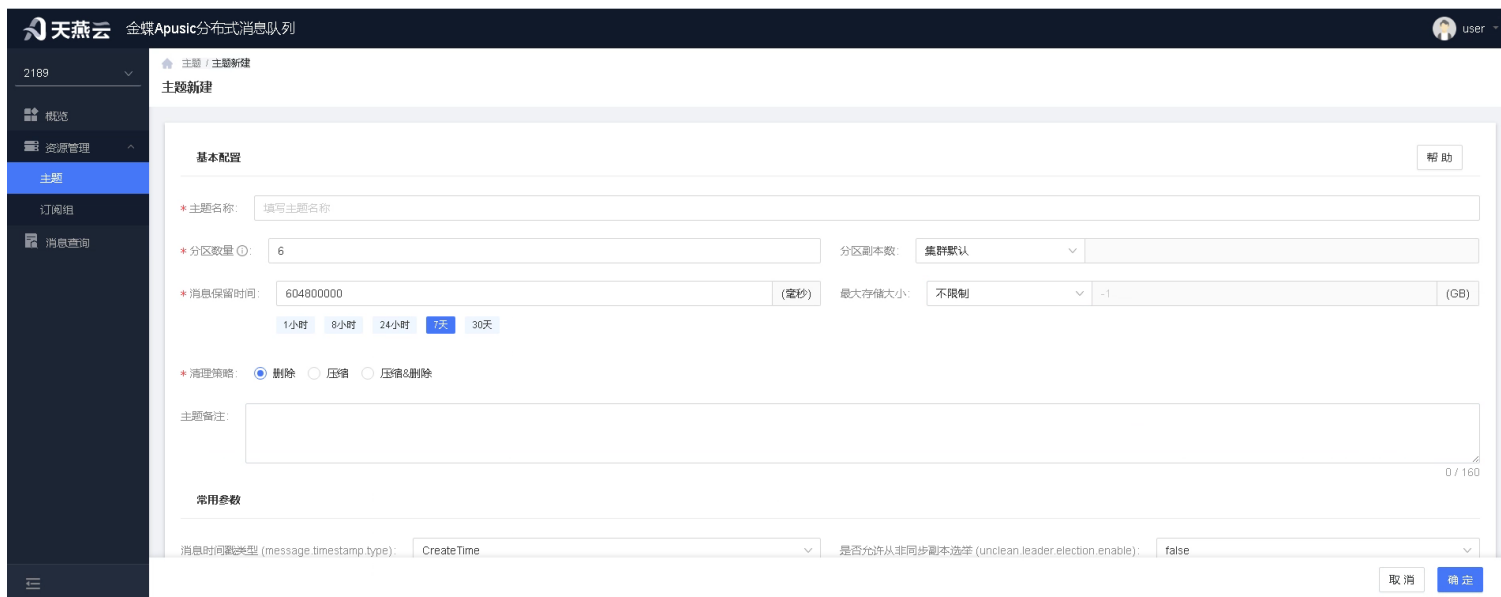 天燕云 金蝶Apusic分布式消息队列 user
2189
主题 / 主题新建
主题新建
概览
资源管理
主题
订阅组
消息查询
基本配置 帮 助
* 主题名称: 填写主题名称
* 分区数量 : 6 分区副本数: 集群默认
* 消息保留时间: 604800000 (毫秒) 最大存储大小: 不限制 -1 (GB)
1小时 8小时 24小时 7天 30天
* 清理策略: 删除 压缩 压缩&删除
主题备注:
0 / 160
常用参数
消息时间戳类型 (message.timestamp.type): CreateTime 是否允许从非同步副本选举 (unclean.leader.election.enable): false
取 消 确 定